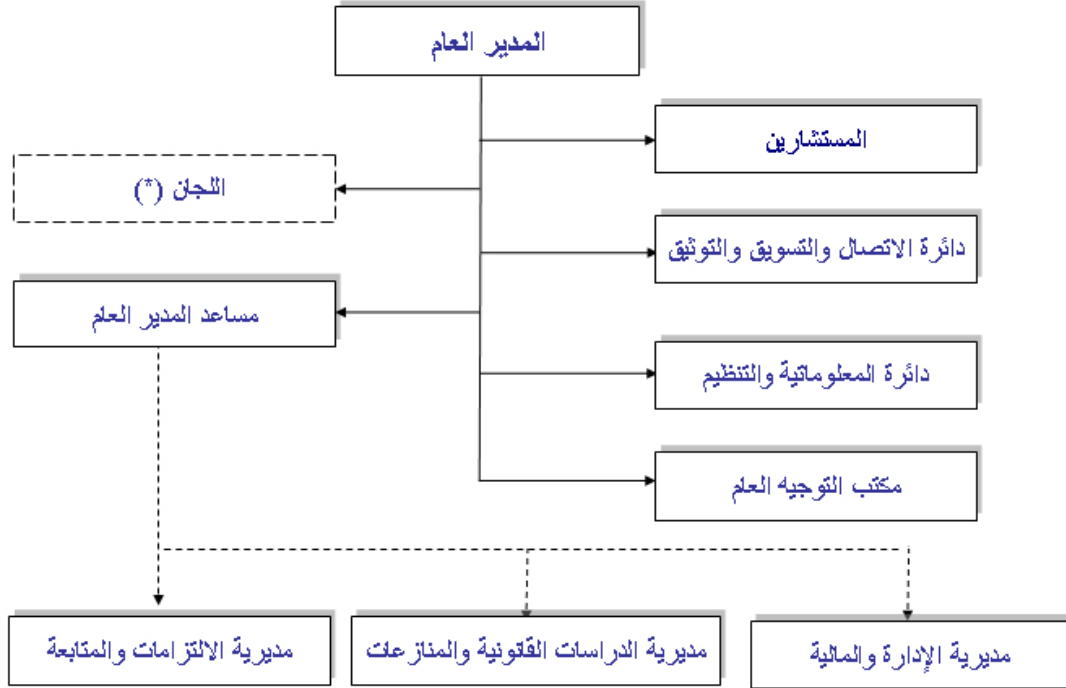 المدير العام
المستشارين
اللجان (*)
دائرة الاتصال والتسويق والتوثيق
مساعد المدير العام
دائرة المعلوماتية والتنظيم
مكتب التوجيه العام
مديرية الإدارة والمالية
مديرية الدراسات القانونية والمنازعات
مديرية الالتزامات والمتابعة